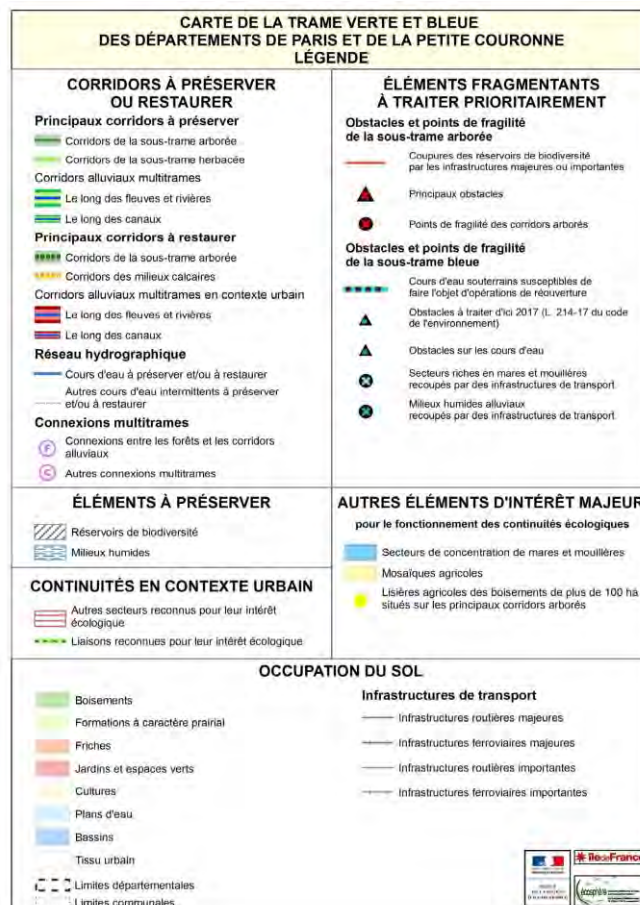 CARTE DE LA TRAME VERTE ET BLEUE
DES DÉPARTEMENTS DE PARIS ET DE LA PETITE COURONNE
LÉGENDE
CORRIDORS À PRÉSERVER
OU RESTAURER
Principaux corridors à préserver
Corridors de la sous-trame arborée
Corridors de la sous-trame herbacée
Corridors alluviaux multitrames
Le long des fleuves et rivières
Le long des canaux
Principaux corridors à restaurer
Corridors de la sous-trame arborée
Corridors des milieux calcaires
Corridors alluviaux multitrames en contexte urbain
Le long des fleuves et rivières
Le long des canaux
Réseau hydrographique
Cours d'eau à préserver et/ou à restaurer
Autres cours d'eau intermittents à préserver
et/ou à restaurer
Connexions multitrames
F
Connexions entre les forêts et les corridors
alluviaux
C
Autres connexions multitrames
ÉLÉMENTS FRAGMENTANTS
À TRAITER PRIORITAIREMENT
Obstacles et points de fragilité
de la sous-trame arborée
Coupures des réservoirs de biodiversité
par les infrastructures majeures ou importantes
Principaux obstacles
Points de fragilité des corridors arborés
Obstacles et points de fragilité
de la sous-trame bleue
Cours d'eau souterrains susceptibles de
faire l'objet d'opérations de réouverture
Obstacles à traiter d'ici 2017 (L. 214-17 du code
de l'environnement)
Obstacles sur les cours d'eau
Secteurs riches en mares et mouillères
recoupés par des infrastructures de transport
Milieux humides alluviaux
recoupés par des infrastructures de transport
ÉLÉMENTS À PRÉSERVER
Réservoirs de biodiversité
Milieux humides
CONTINUITÉS EN CONTEXTE URBAIN
Autres secteurs reconnus pour leur intérêt
écologique
Liaisons reconnues pour leur intérêt écologique
AUTRES ÉLÉMENTS D'INTÉRÊT MAJEUR
pour le fonctionnement des continuités écologiques
Secteurs de concentration de mares et mouillères
Mosaïques agricoles
Lisières agricoles des boisements de plus de 100 ha
situés sur les principaux corridors arborés
OCCUPATION DU SOL
Boisements
Formations à caractère prairial
Friches
Jardins et espaces verts
Cultures
Plans d'eau
Bassins
Tissu urbain
Limites départementales
Limites communales
Infrastructures de transport
Infrastructures routières majeures
Infrastructures ferroviaires majeures
Infrastructures routières importantes
Infrastructures ferroviaires importantes
îledeFrance
écosphère